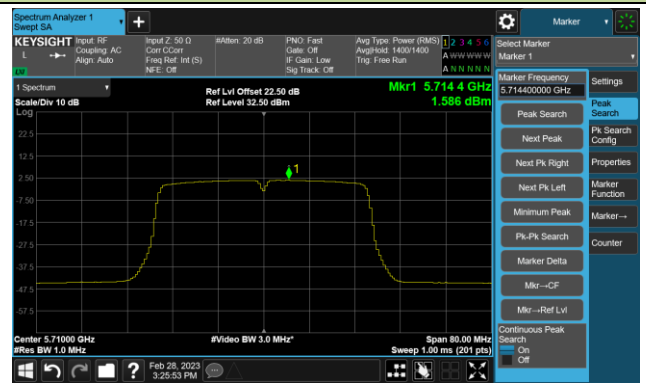 Spectrum Analyzer 1
Swept SA
Marker
KEYSIGHT
Input: RF
Coupling: AC
Align: Auto
Input Z: 50 Ω
Corr CCorr
Freq Ref: Int (S)
NFE: Off
#Atten: 20 dB
PNO: Fast
Gate: Off
IF Gain: Low
Sig Track: Off
Avg Type: Power (RMS)
Avg|Hold: 1400/1400
Trig: Free Run
1 2 3 4 5 6
A W W W W W
A N N N N N
L
LW
Select Marker
Marker 1
1 Spectrum
Scale/Div 10 dB
Log
Ref Lvl Offset 22.50 dB
Ref Level 32.50 dBm
Mkr1 5.714 4 GHz
1.586 dBm
22.5
12.5
2.50
-7.50
-17.5
-27.5
-37.5
-47.5
-57.5
1
Center 5.71000 GHz
#Res BW 1.0 MHz
#Video BW 3.0 MHz*
Span 80.00 MHz
Sweep 1.00 ms (201 pts)
Marker Frequency
5.714400000 GHz
Peak Search
Next Peak
Next Pk Right
Next Pk Left
Minimum Peak
Pk-Pk Search
Marker Delta
Mkr→CF
Mkr→Ref Lvl
Continuous Peak
Search
On
Off
Settings
Peak
Search
Pk Search
Config
Properties
Marker
Function
Marker→
Counter
?
Feb 28, 2023
3:25:53 PM